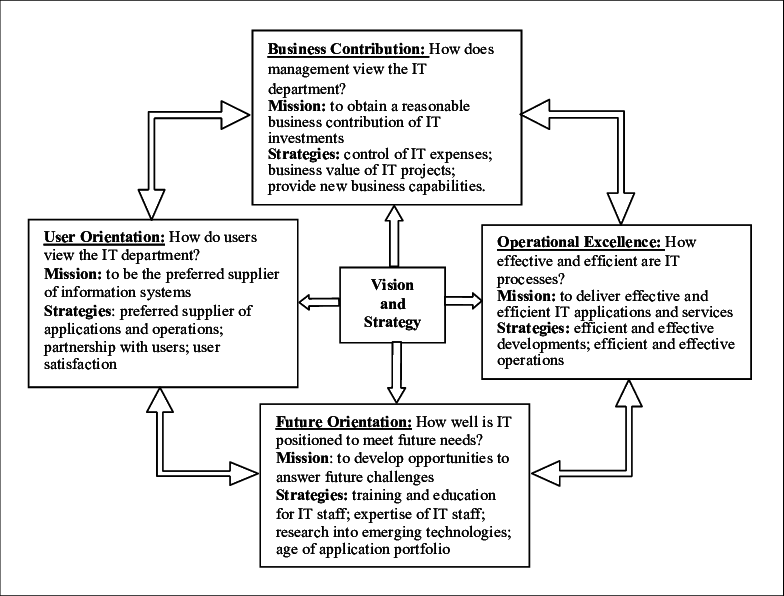 Business Contribution: How does
management view the IT
department?
Mission: to obtain a reasonable
business contribution of IT
investments
Strategies: control of IT expenses;
business value of IT projects;
provide new business capabilities.
User Orientation: How do users
view the IT department?
Mission: to be the preferred supplier
of information systems
Strategies: preferred supplier of
applications and operations;
partnership with users; user
satisfaction
Vision
and
Strategy
Operational Excellence: How
effective and efficient are IT
processes?
Mission: to deliver effective and
efficient IT applications and services
Strategies: efficient and effective
developments; efficient and effective
operations
Future Orientation: How well is IT
positioned to meet future needs?
Mission: to develop opportunities to
answer future challenges
Strategies: training and education
for IT staff; expertise of IT staff;
research into emerging technologies;
age of application portfolio